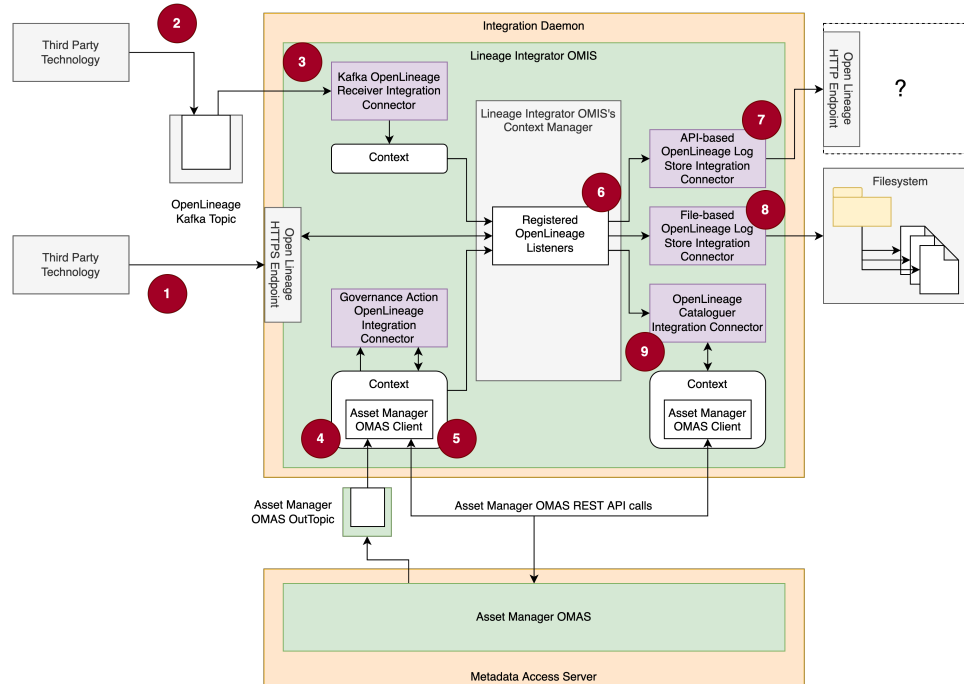 Integration Daemon
Lineage Integrator OMIS
2
Third Party
Technology
3
Kafka OpenLineage
Receiver Integration
Connector
Context
OpenLineage
Kafka Topic
Lineage Integrator OMIS's
Context Manager
6
Registered
OpenLineage
Listeners
7
API-based
OpenLineage Log
Store Integration
Connector
Open Lineage
HTTP Endpoint
?
8
File-based
OpenLineage Log
Store Integration
Connector
Filesystem
Third Party
Technology
1
Open Lineage
HTTPS Endpoint
Governance Action
OpenLineage
Integration
Connector
Context
Asset Manager
OMAS Client
4
5
OpenLineage
Cataloguer
Integration Connector
9
Context
Asset Manager
OMAS Client
Asset Manager
OMAS OutTopic
Asset Manager OMAS REST API calls
Asset Manager OMAS
Metadata Access Server